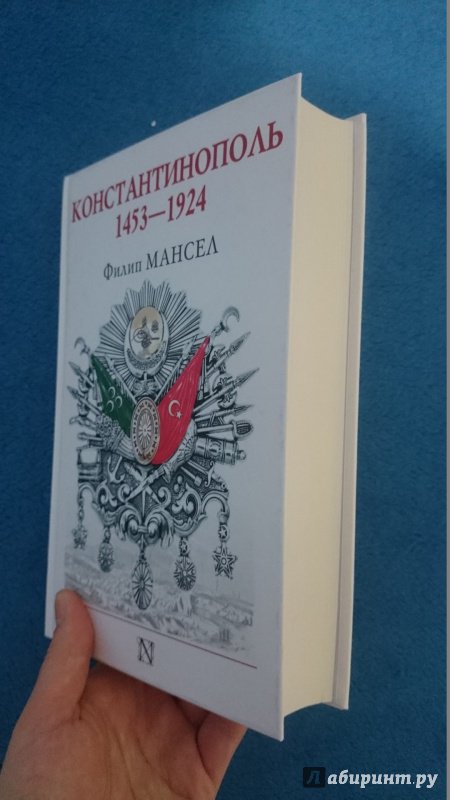 КОНСТАНТИНОПОЛЬ
1453—1924
Филип МАНСЕЛ
N
Лабиринт.ру